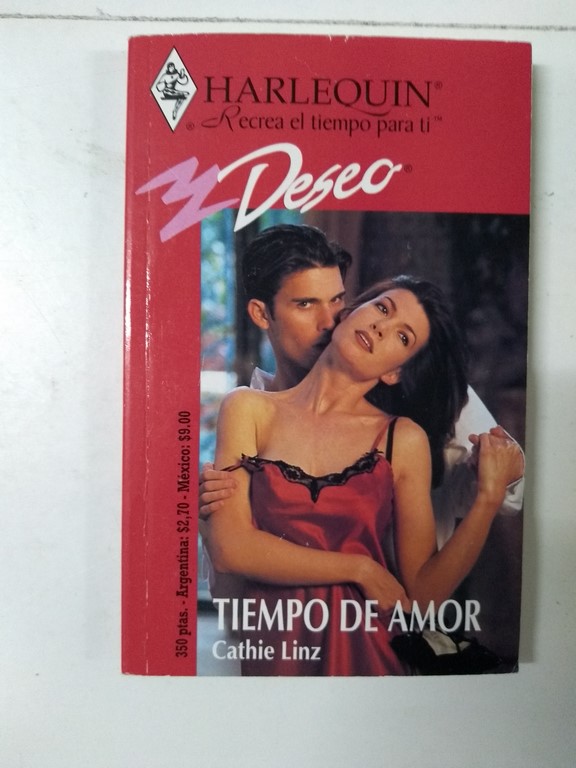 HARLEQUIN®
® Recrea el tiempo para ti™
Deseo®
350 ptas. - Argentina: $2,70 - México: $9.00
TIEMPO DE AMOR
Cathie Linz